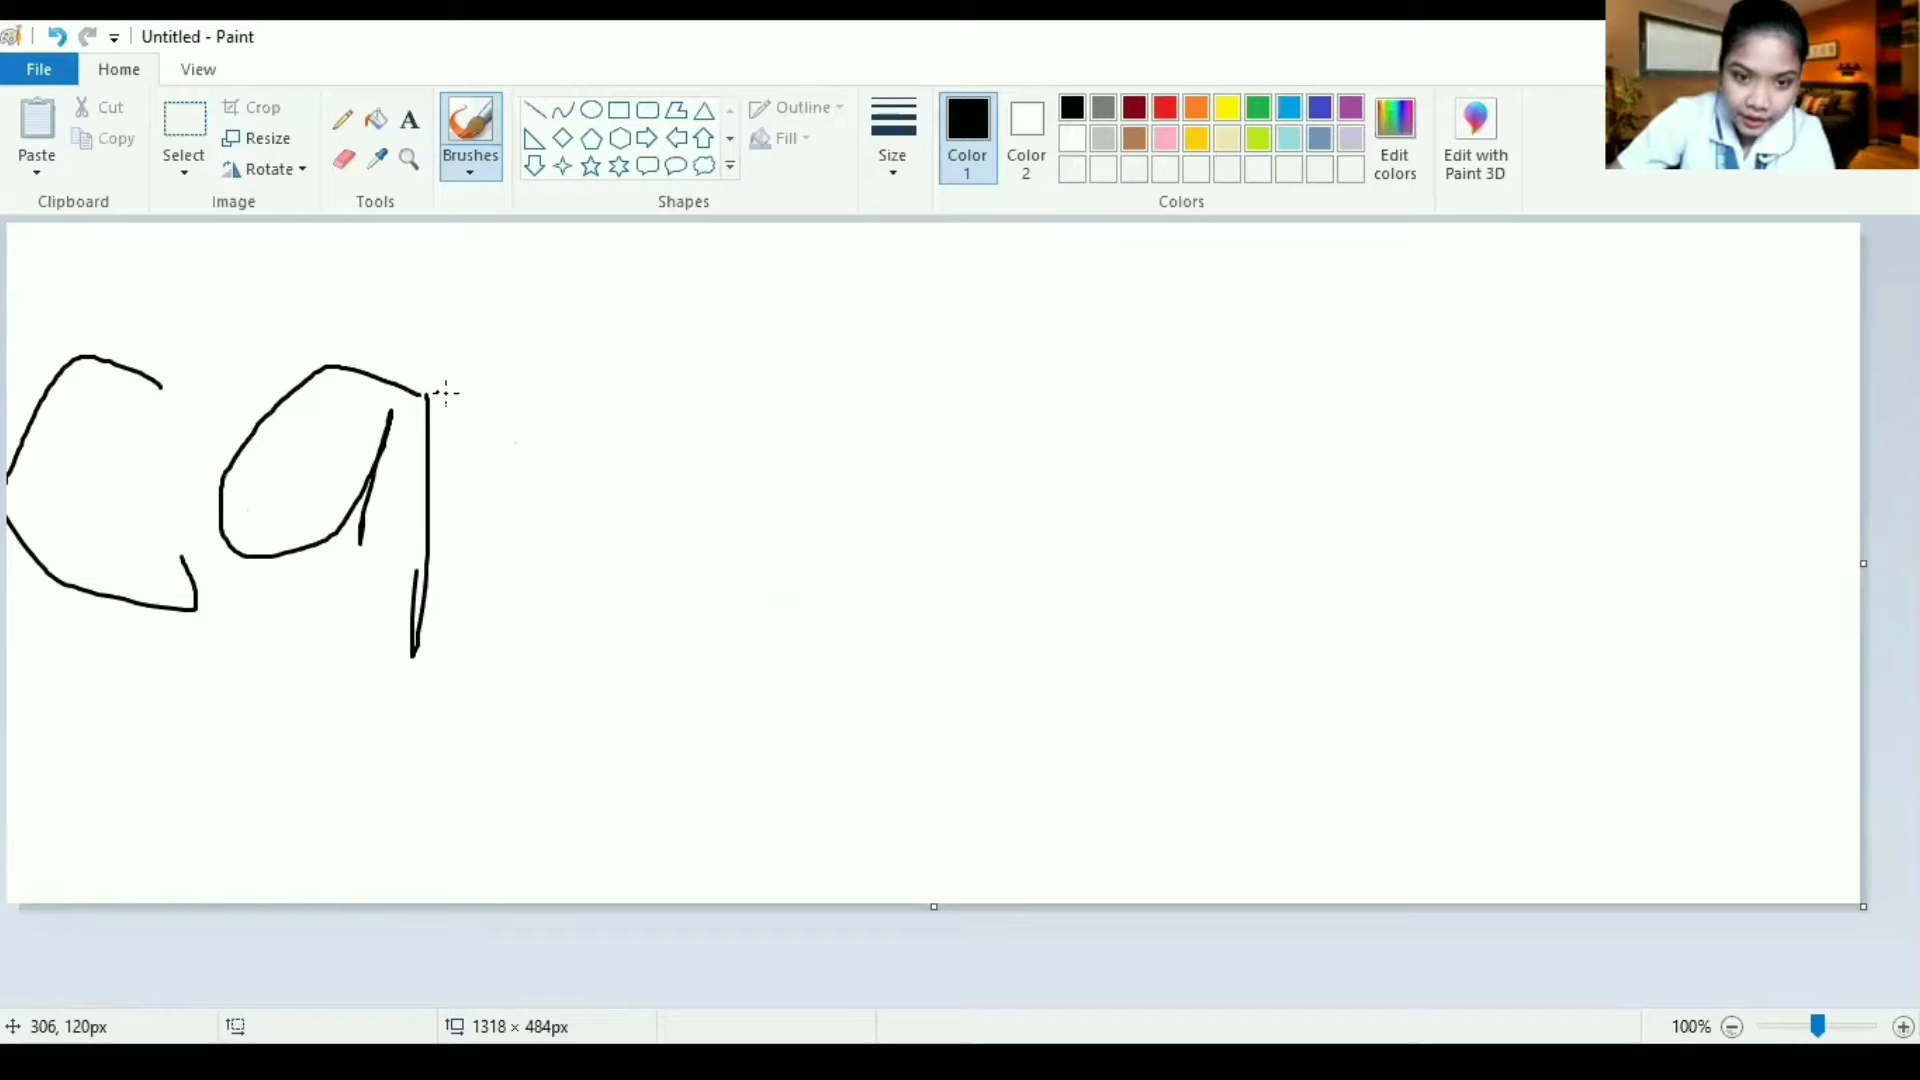 Untitled - Paint
File Home View
Paste Cut Copy Select Crop Resize Rotate Brushes Outline Fill Size Color 1 Color 2 Edit colors Edit with Paint 3D
Clipboard Image Tools Shapes Colors
ca
306, 120px 1318 × 484px 100%